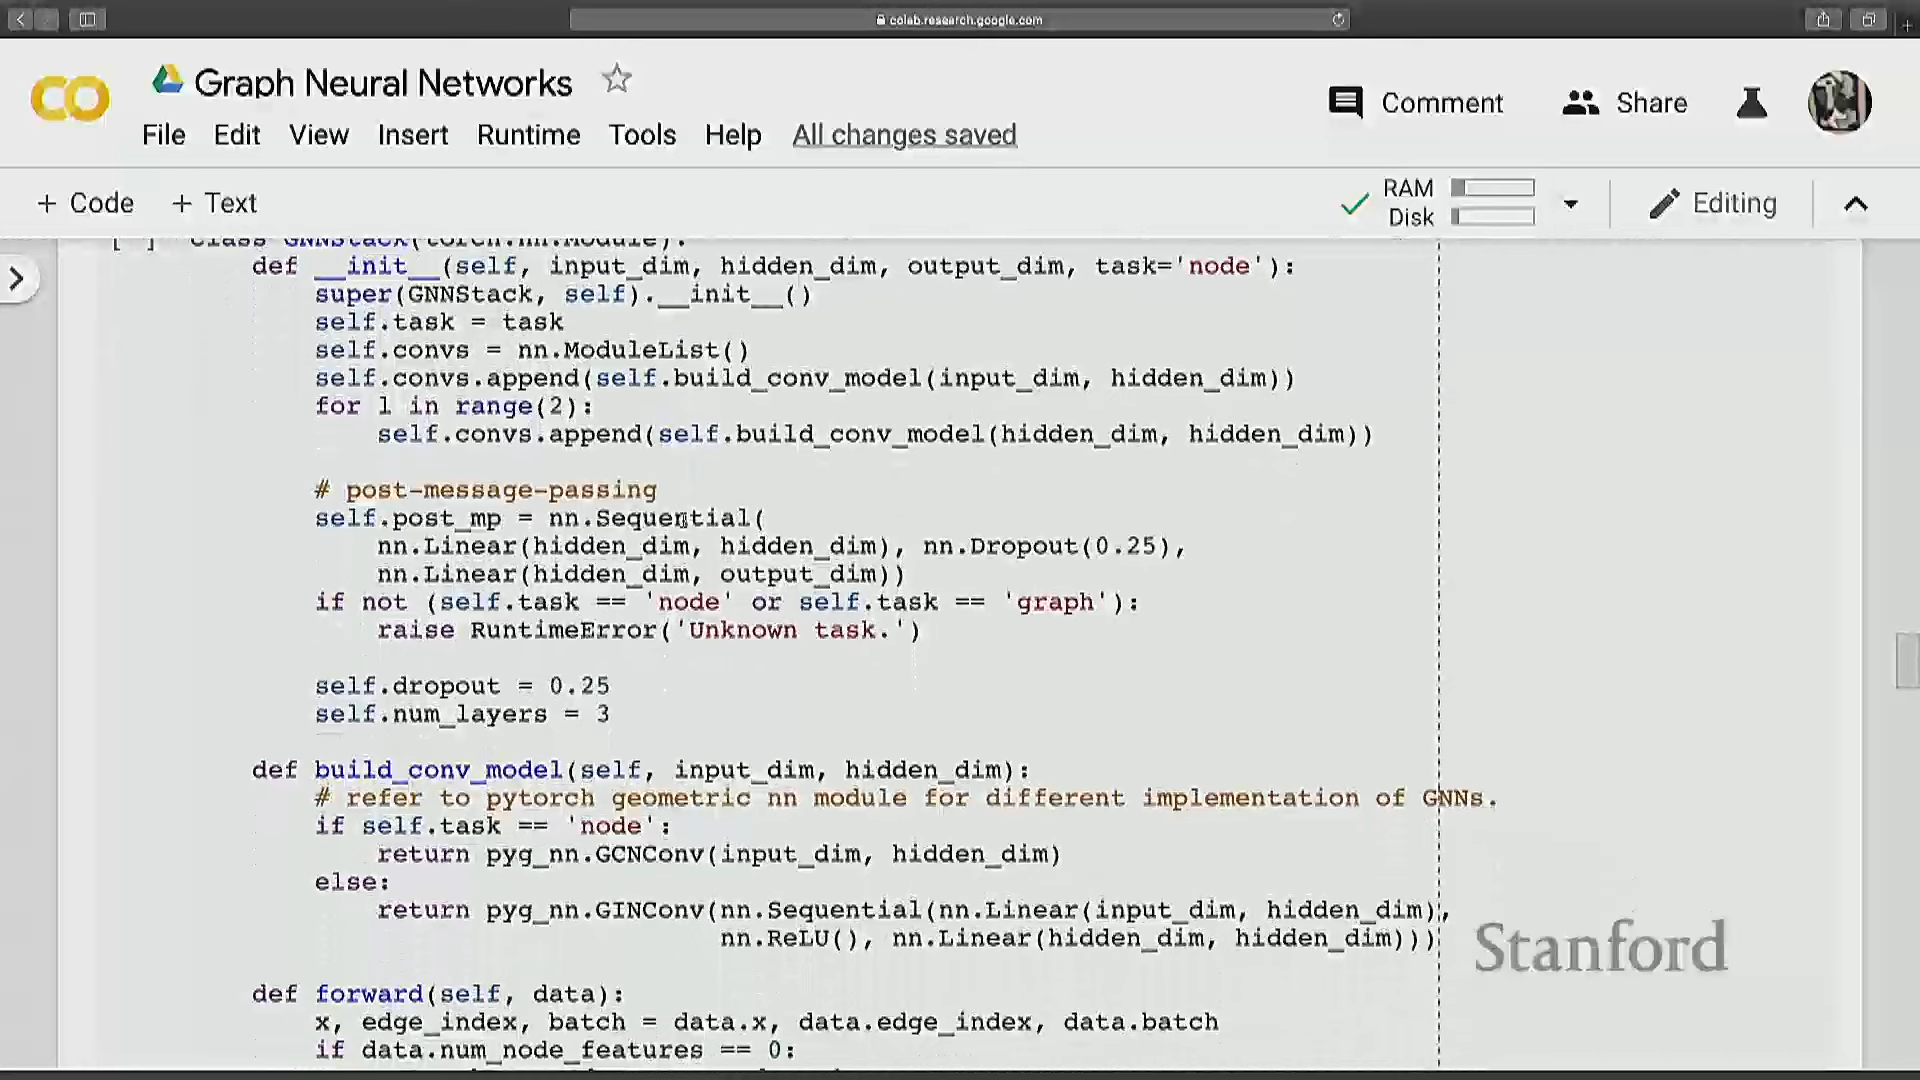 colab.research.google.com
CO Graph Neural Networks
Comment Share
File Edit View Insert Runtime Tools Help All changes saved
+ Code + Text
RAM
Disk
Editing
[ ] class GNNStack(torch.nn.Module):
def __init__(self, input_dim, hidden_dim, output_dim, task='node'):
super(GNNStack, self).__init__()
self.task = task
self.convs = nn.ModuleList()
self.convs.append(self.build_conv_model(input_dim, hidden_dim))
for l in range(2):
self.convs.append(self.build_conv_model(hidden_dim, hidden_dim))
# post-message-passing
self.post_mp = nn.Sequential(
nn.Linear(hidden_dim, hidden_dim), nn.Dropout(0.25),
nn.Linear(hidden_dim, output_dim))
if not (self.task == 'node' or self.task == 'graph'):
raise RuntimeError('Unknown task.')
self.dropout = 0.25
self.num_layers = 3
def build_conv_model(self, input_dim, hidden_dim):
# refer to pytorch geometric nn module for different implementation of GNNs.
if self.task == 'node':
return pyg_nn.GCNConv(input_dim, hidden_dim)
else:
return pyg_nn.GINConv(nn.Sequential(nn.Linear(input_dim, hidden_dim),
nn.ReLU(), nn.Linear(hidden_dim, hidden_dim)))
Stanford
def forward(self, data):
x, edge_index, batch = data.x, data.edge_index, data.batch
if data.num_node_features == 0: